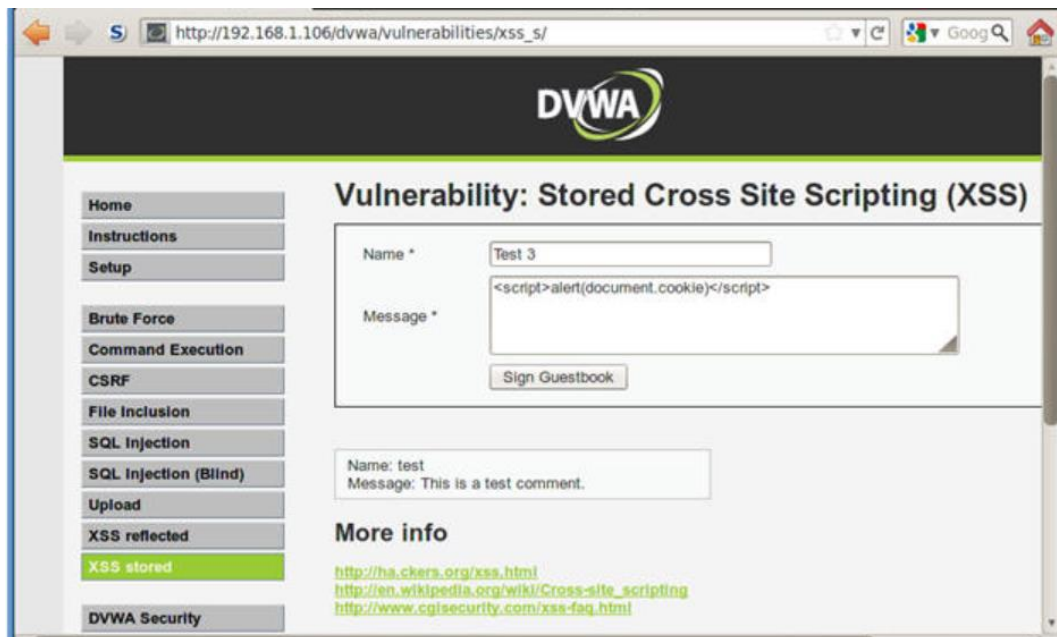 S
http://192.168.1.106/dvwa/vulnerabilities/xss_s/
Goog
DVWA
Home
Instructions
Setup
Brute Force
Command Execution
CSRF
File Inclusion
SQL Injection
SQL Injection (Blind)
Upload
XSS reflected
XSS stored
DVWA Security
Vulnerability: Stored Cross Site Scripting (XSS)
Name * Test 3
Message * <script>alert(document.cookie)</script>
Sign Guestbook
Name: test
Message: This is a test comment.
More info
http://ha.ckers.org/xss.html
http://en.wikipedia.org/wiki/Cross-site_scripting
http://www.cgisecurity.com/xss-faq.html